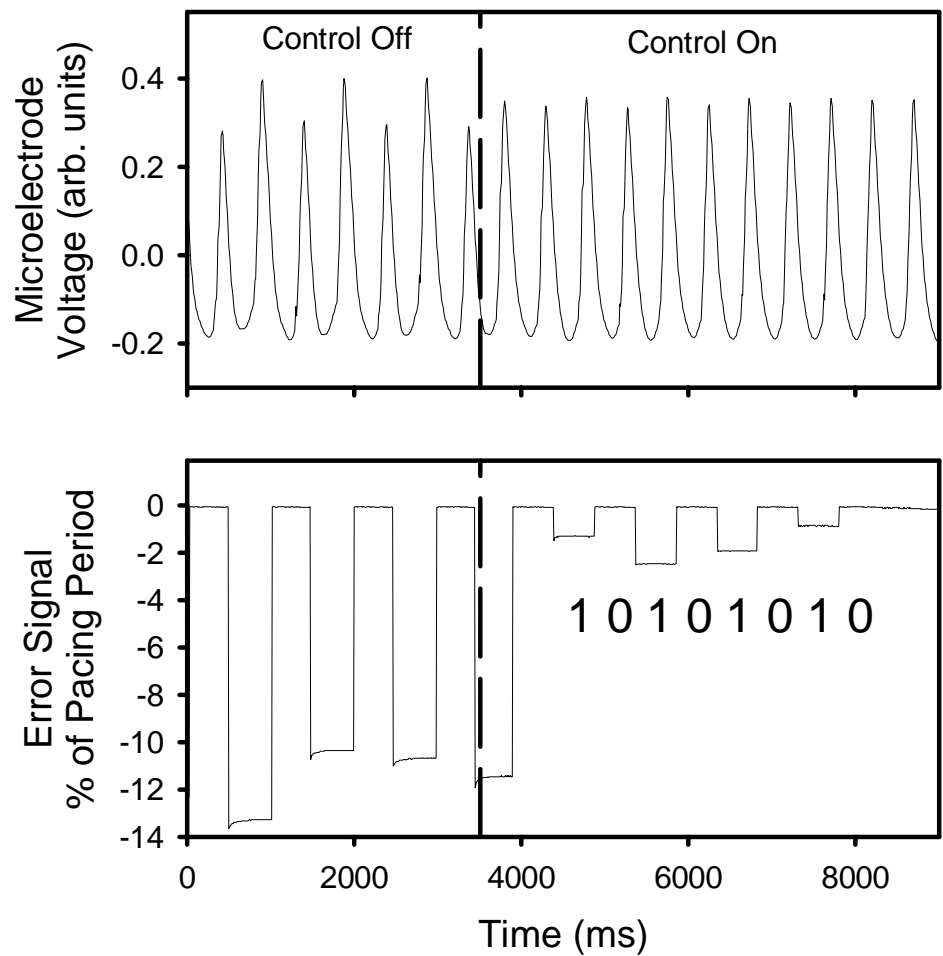 Control Off
Control On
Microelectrode
Voltage (arb. units)
0.4
0.2
0.0
-0.2
Error Signal
% of Pacing Period
0
-2
-4
-6
-8
-10
-12
-14
1 0 1 0 1 0 1 0
0 2000 4000 6000 8000
Time (ms)